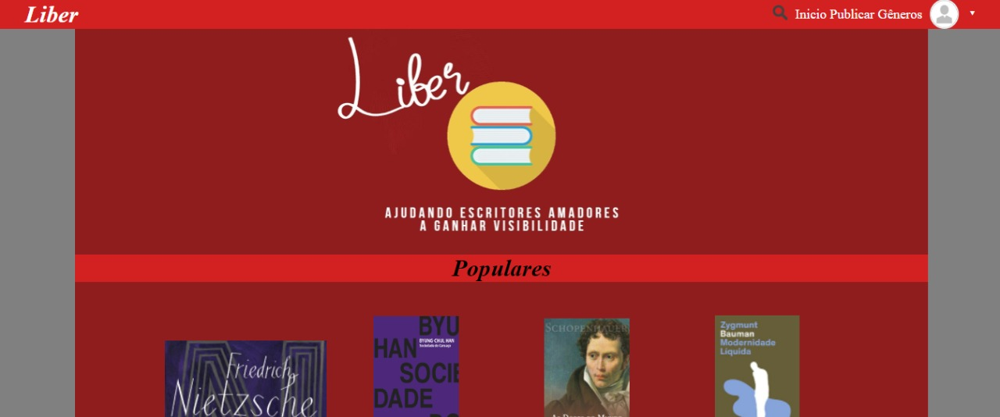 Liber
Inicio Publicar Gêneros
Liber
AJUDANDO ESCRITORES AMADORES
A GANHAR VISIBILIDADE
Populares
Friedrich
Nietzsche
BYU
HAN
BYUNG-CHUL HAN
Sociedade do Cansaço
SOCIE
DADE
SCHOPENHAUER
Zygmunt
Bauman
Modernidade
Líquida